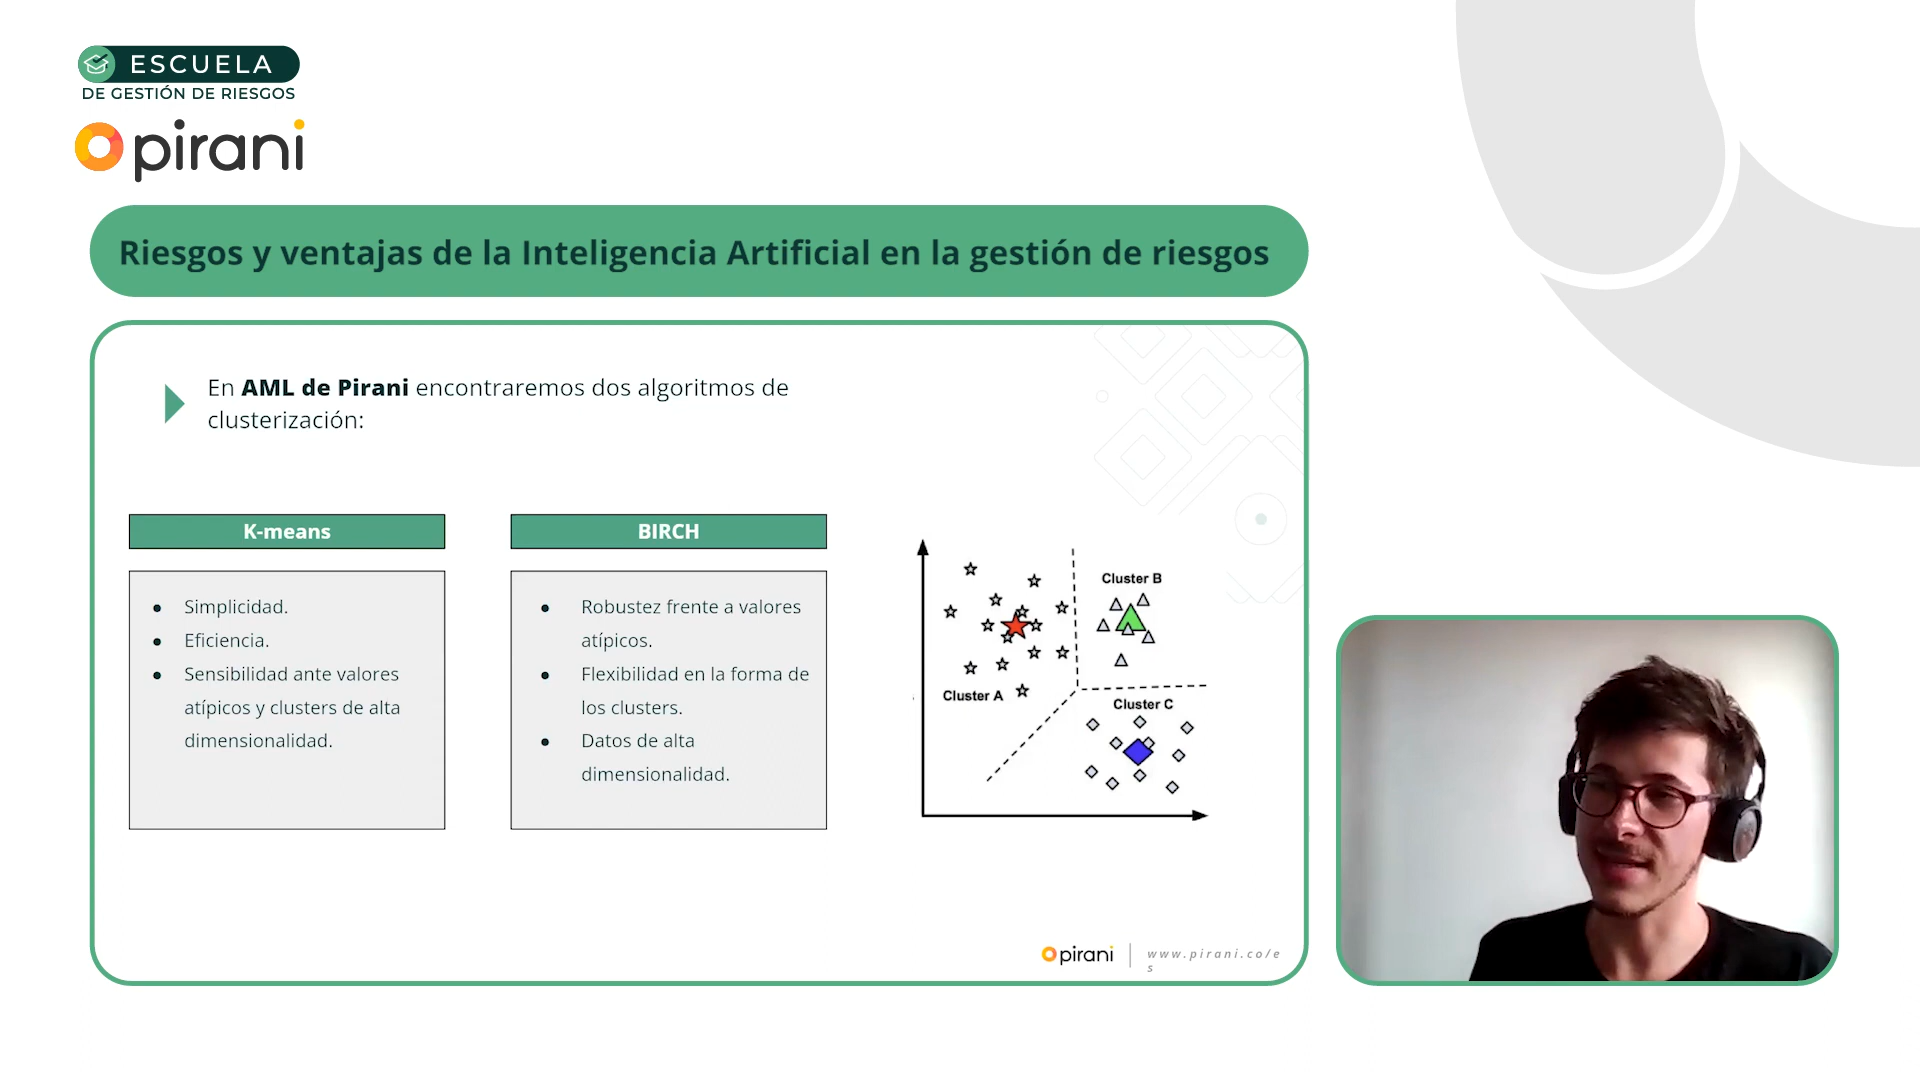 ESCUELA
DE GESTIÓN DE RIESGOS
pirani
Riesgos y ventajas de la Inteligencia Artificial en la gestión de riesgos
En AML de Pirani encontraremos dos algoritmos de
clusterización:
K-means
Simplicidad.
Eficiencia.
Sensibilidad ante valores
atípicos y clusters de alta
dimensionalidad.
BIRCH
Robustez frente a valores
atípicos.
Flexibilidad en la forma de
los clusters.
Datos de alta
dimensionalidad.
Cluster B
Cluster A
Cluster C
pirani
www.pirani.co/e
s